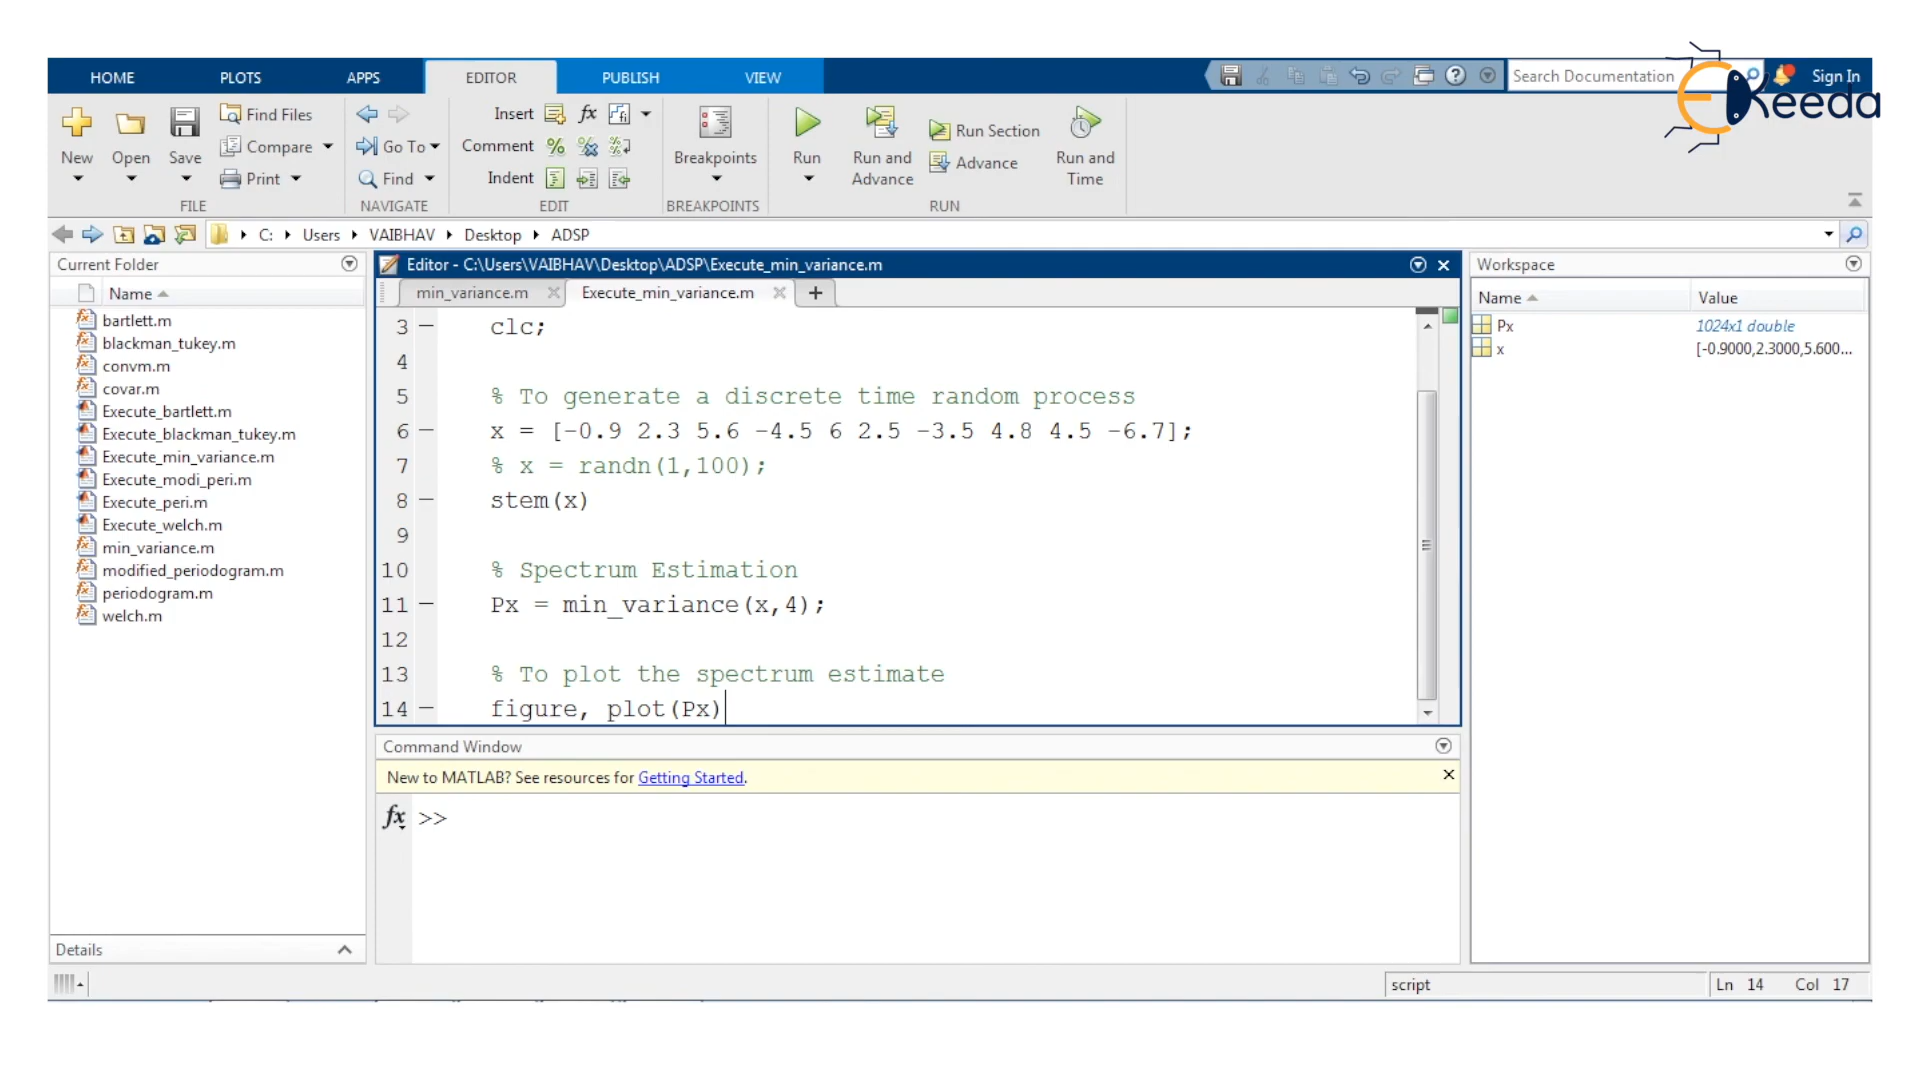 HOME PLOTS APPS EDITOR PUBLISH VIEW Search Documentation Sign In
EKeeda
New Open Save Find Files Compare Print FILE
Go To Find NAVIGATE
Insert fx Comment Indent EDIT
Breakpoints BREAKPOINTS
Run Run and Advance Run Section Advance Run and Time RUN
C: Users VAIBHAV Desktop ADSP
Current Folder
Name
bartlett.m
blackman_tukey.m
convm.m
covar.m
Execute_bartlett.m
Execute_blackman_tukey.m
Execute_min_variance.m
Execute_modi_peri.m
Execute_peri.m
Execute_welch.m
min_variance.m
modified_periodogram.m
periodogram.m
welch.m
Details
Editor - C:\Users\VAIBHAV\Desktop\ADSP\Execute_min_variance.m
min_variance.m Execute_min_variance.m
3 clc;
4
5 % To generate a discrete time random process
6 x = [-0.9 2.3 5.6 -4.5 6 2.5 -3.5 4.8 4.5 -6.7];
7 % x = randn(1,100);
8 stem(x)
9
10 % Spectrum Estimation
11 Px = min_variance(x,4);
12
13 % To plot the spectrum estimate
14 figure, plot(Px)
Command Window
New to MATLAB? See resources for Getting Started.
fx >>
Workspace
Name Value
Px 1024x1 double
x [-0.9000,2.3000,5.600...
script Ln 14 Col 17